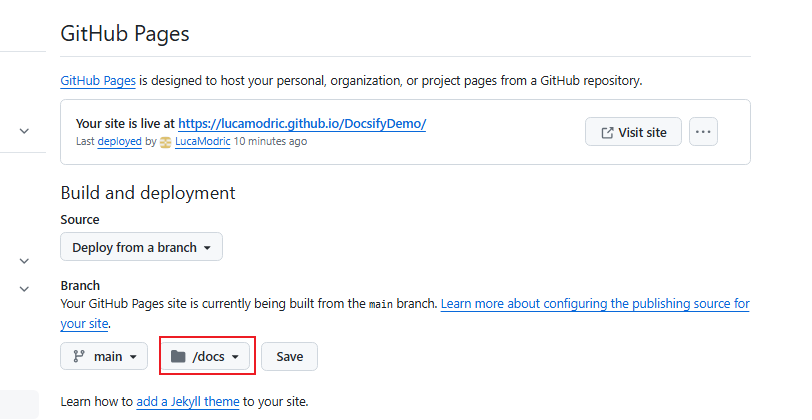 GitHub Pages
GitHub Pages is designed to host your personal, organization, or project pages from a GitHub repository.
Your site is live at https://lucamodric.github.io/DocsifyDemo/
Last deployed by LucaModric 10 minutes ago
Visit site
Build and deployment
Source
Deploy from a branch
Branch
Your GitHub Pages site is currently being built from the main branch. Learn more about configuring the publishing source for
your site.
main /docs Save
Learn how to add a Jekyll theme to your site.